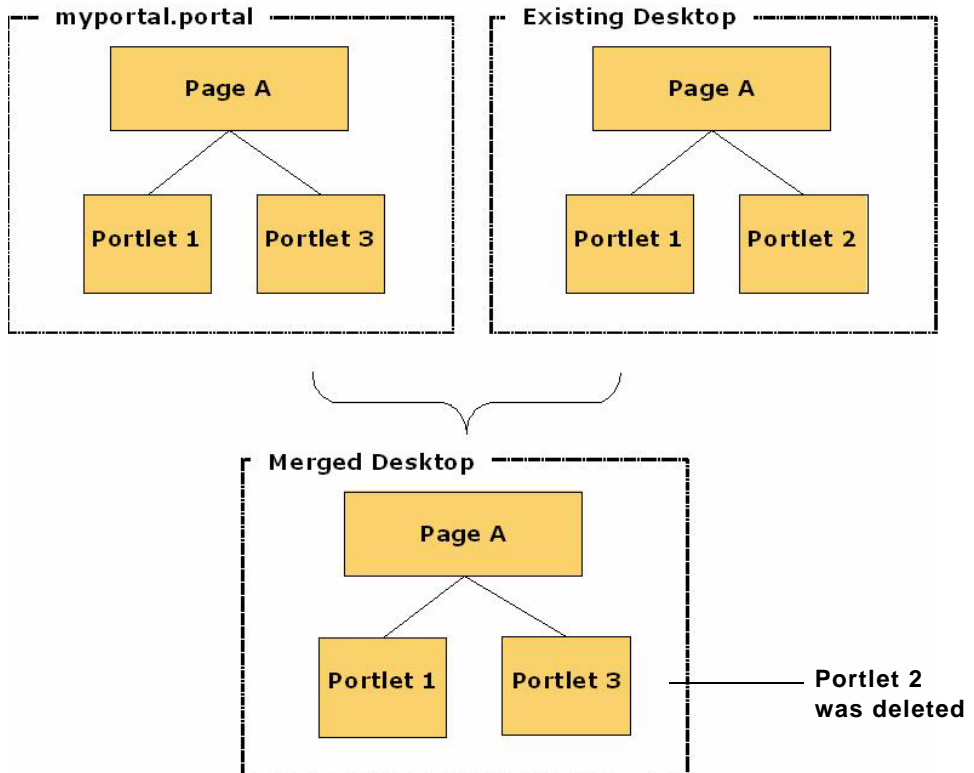 myportal.portal
Page A
Portlet 1
Portlet 3
Existing Desktop
Page A
Portlet 1
Portlet 2
Merged Desktop
Page A
Portlet 1
Portlet 3
Portlet 2
was deleted